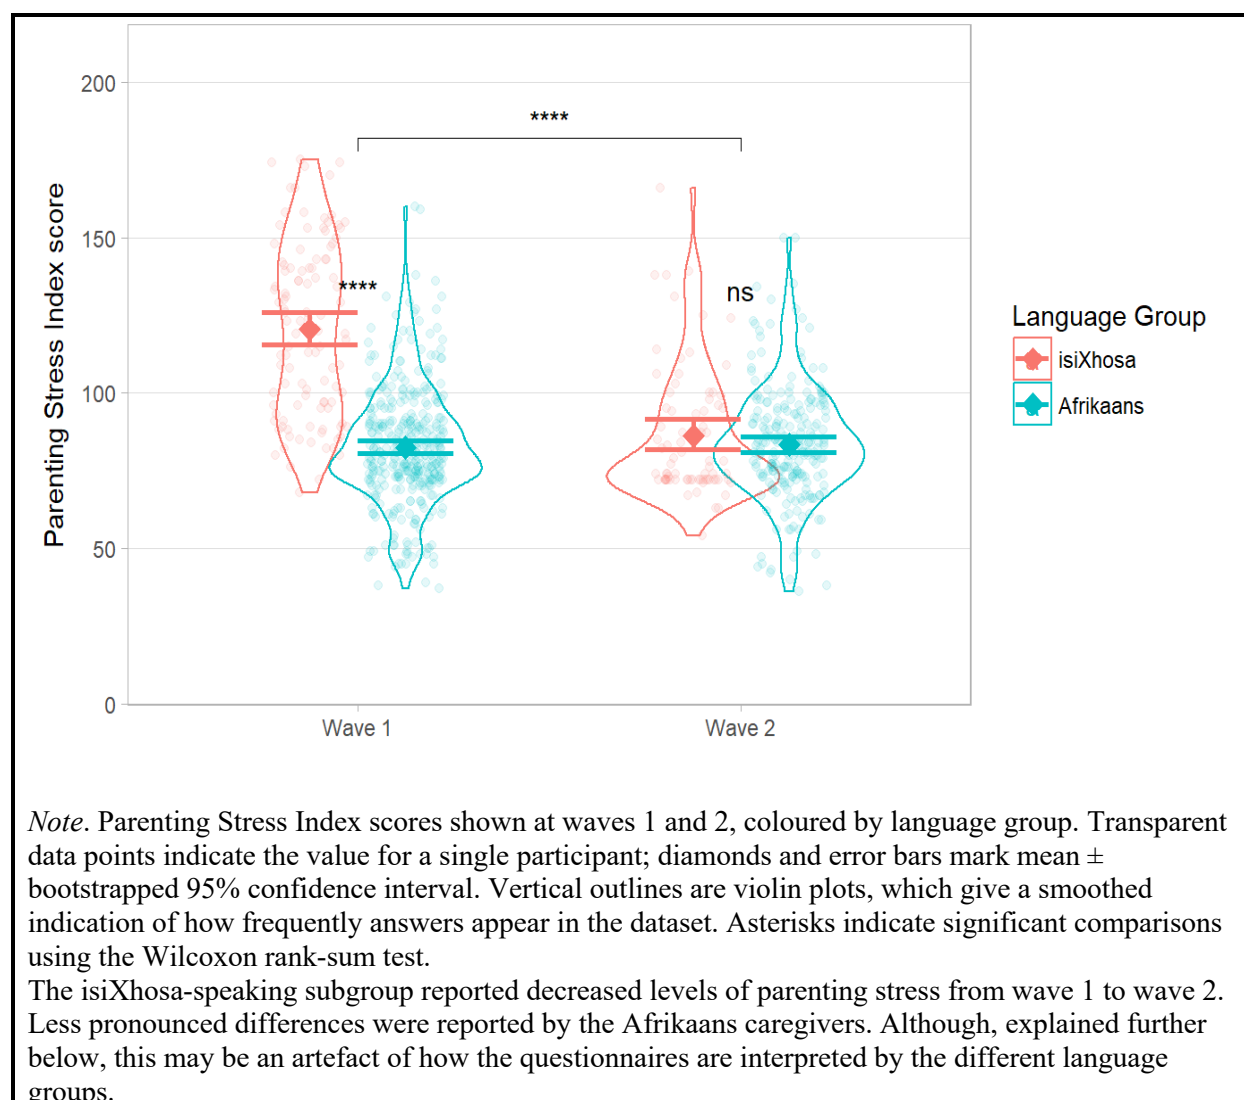 200
****
150
****
ns
Parenting Stress Index score
100
50
0
Wave 1
Wave 2
Language Group
isiXhosa
Afrikaans
Note. Parenting Stress Index scores shown at waves 1 and 2, coloured by language group. Transparent
data points indicate the value for a single participant; diamonds and error bars mark mean ±
bootstrapped 95% confidence interval. Vertical outlines are violin plots, which give a smoothed
indication of how frequently answers appear in the dataset. Asterisks indicate significant comparisons
using the Wilcoxon rank-sum test.
The isiXhosa-speaking subgroup reported decreased levels of parenting stress from wave 1 to wave 2.
Less pronounced differences were reported by the Afrikaans caregivers. Although, explained further
below, this may be an artefact of how the questionnaires are interpreted by the different language
groups.